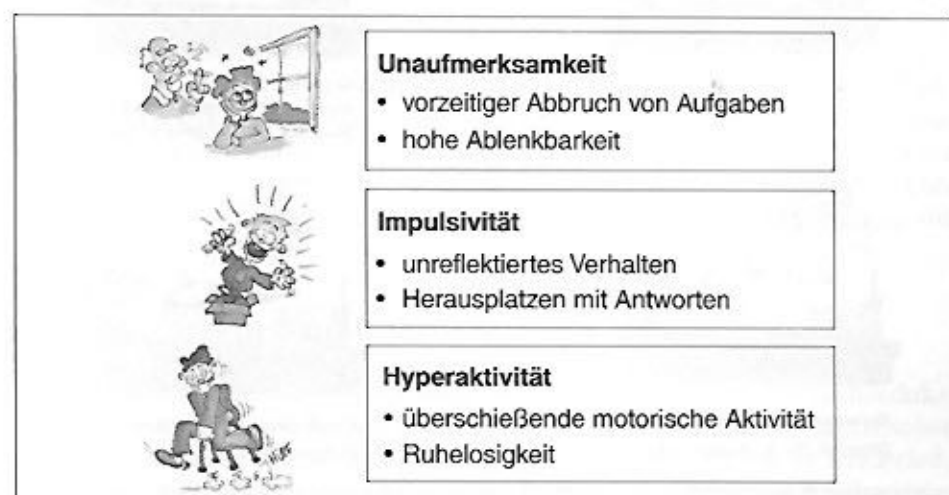 Unaufmerksamkeit
• vorzeitiger Abbruch von Aufgaben
• hohe Ablenkbarkeit
Impulsivität
• unreflektiertes Verhalten
• Herausplatzen mit Antworten
Hyperaktivität
• überschießende motorische Aktivität
• Ruhelosigkeit